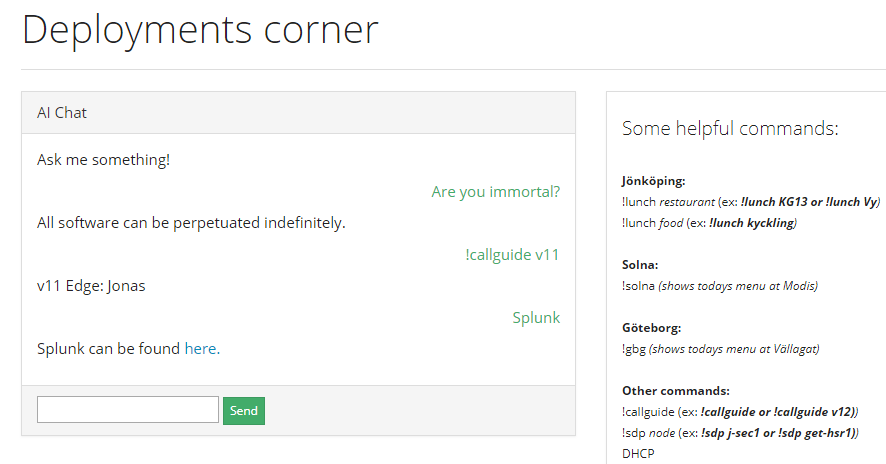 Deployments corner
AI Chat
Ask me something!
Are you immortal?
All software can be perpetuated indefinitely.
!callguide v11
v11 Edge: Jonas
Splunk
Splunk can be found here.
Send
Some helpful commands:
Jönköping:
!lunch restaurant (ex: !lunch KG13 or !lunch Vy)
!lunch food (ex: !lunch kyckling)
Solna:
!solna (shows todays menu at Modis)
Göteborg:
!gbg (shows todays menu at Vällagat)
Other commands:
!callguide (ex: !callguide or !callguide v12))
!sdp node (ex: !sdp j-sec1 or !sdp get-hsr1))
DHCP